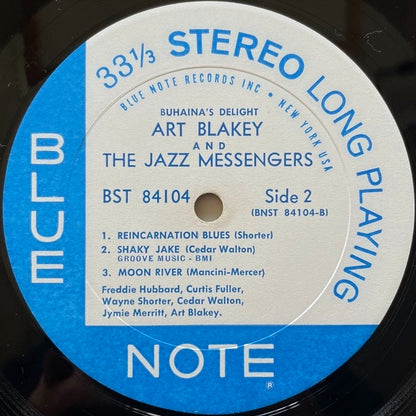 33⅓ STEREO LONG PLAYING
BLUE NOTE RECORDS INC • NEW YORK USA
BUHAINA'S DELIGHT
ART BLAKEY
AND
THE JAZZ MESSENGERS
BST 84104 Side 2
(BNST 84104-B)
1. REINCARNATION BLUES (Shorter)
2. SHAKY JAKE (Cedar Walton)
GROOVE MUSIC - BMI
3. MOON RIVER (Mancini-Mercer)
Freddie Hubbard, Curtis Fuller,
Wayne Shorter, Cedar Walton,
Jymie Merritt, Art Blakey.
BLUE
NOTE
®